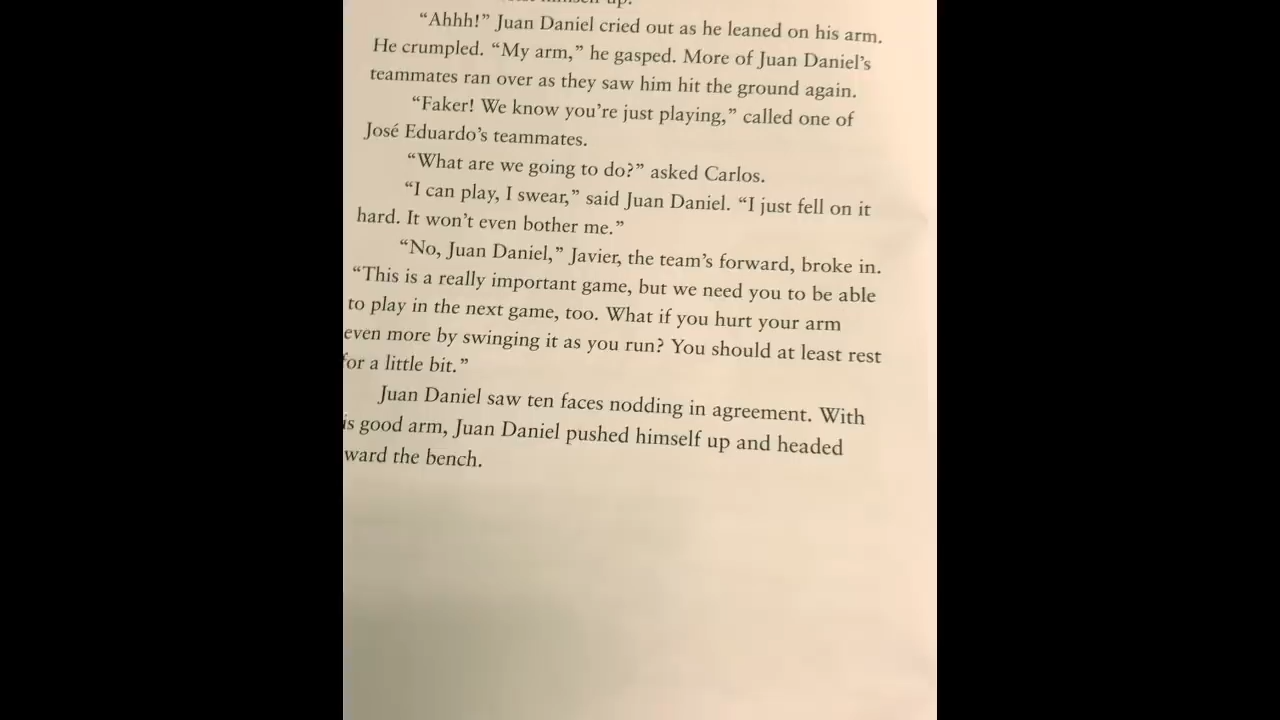 himself up.
“Ahhh!” Juan Daniel cried out as he leaned on his arm.
He crumpled. “My arm,” he gasped. More of Juan Daniel’s
teammates ran over as they saw him hit the ground again.
“Faker! We know you’re just playing,” called one of
José Eduardo’s teammates.
“What are we going to do?” asked Carlos.
“I can play, I swear,” said Juan Daniel. “I just fell on it
hard. It won’t even bother me.”
“No, Juan Daniel,” Javier, the team’s forward, broke in.
“This is a really important game, but we need you to be able
to play in the next game, too. What if you hurt your arm
even more by swinging it as you run? You should at least rest
for a little bit.”
Juan Daniel saw ten faces nodding in agreement. With
is good arm, Juan Daniel pushed himself up and headed
ward the bench.